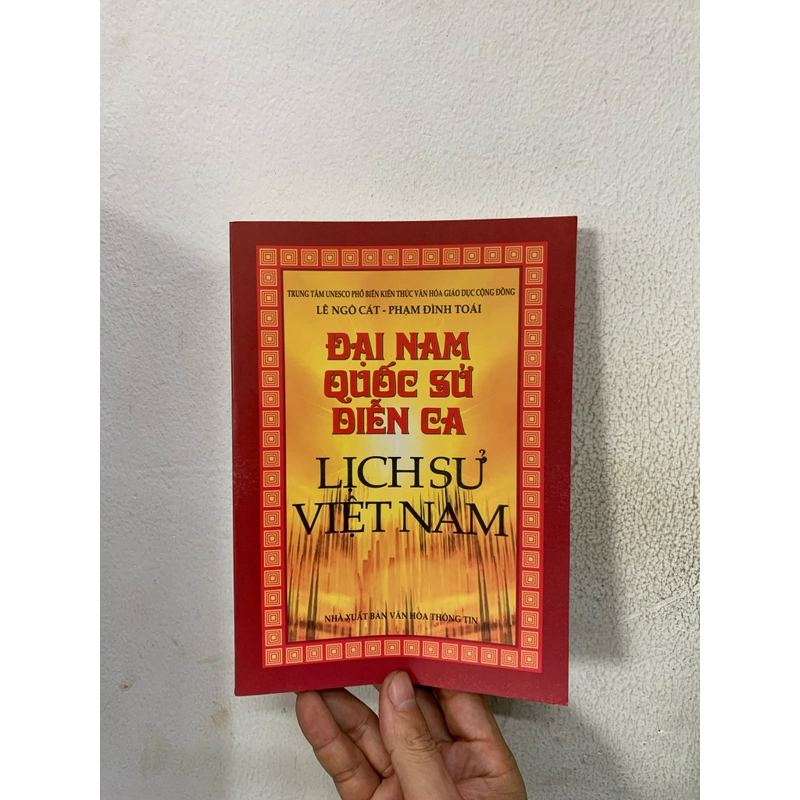 TRUNG TÂM UNESCO PHỔ BIẾN KIẾN THỨC VĂN HÓA GIÁO DỤC CỘNG ĐỒNG
LÊ NGÔ CÁT - PHẠM ĐÌNH TOÁI
ĐẠI NAM
QUỐC SỬ
DIỄN CA
LỊCH SỬ
VIỆT NAM
NHÀ XUẤT BẢN VĂN HÓA THÔNG TIN